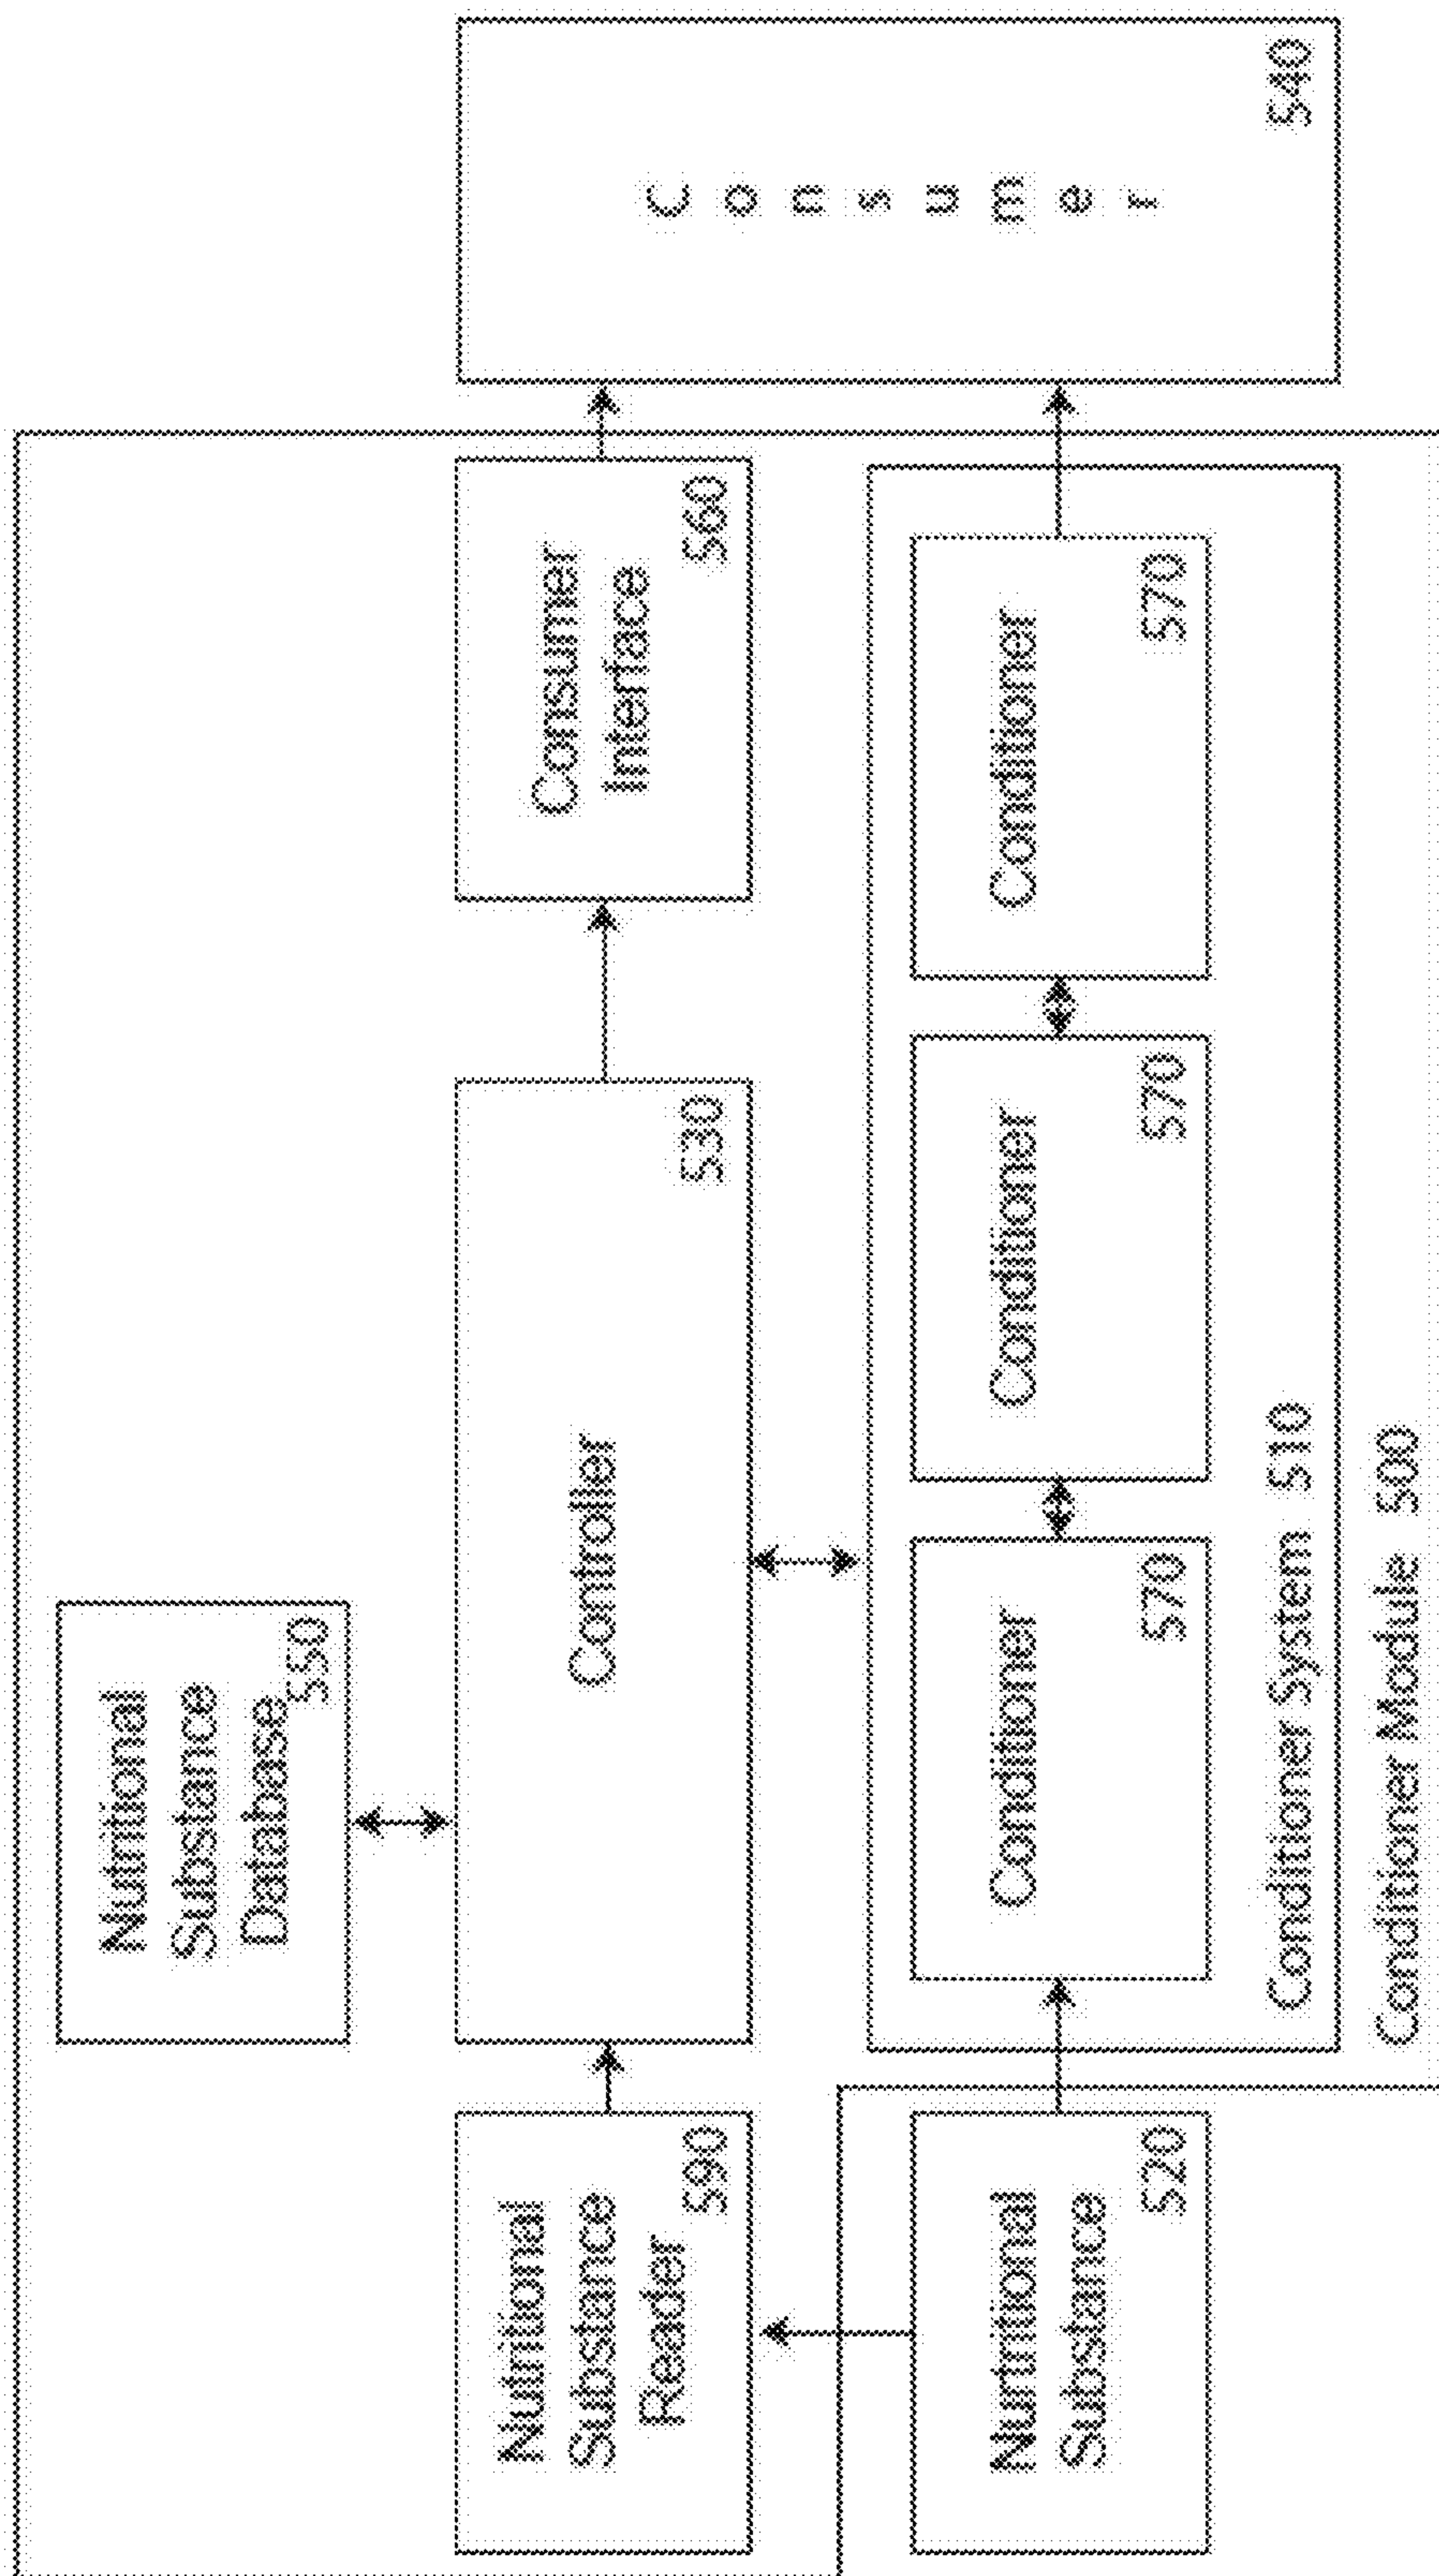 Nutritional
Substance
Database
550
Nutritional
Substance
Reader
590
Controller
530
Consumer
Interface
560
Consumer
540
Nutritional
Substance
520
Conditioner
570
Conditioner
570
Conditioner
570
Conditioner System 510
Conditioner Module 500